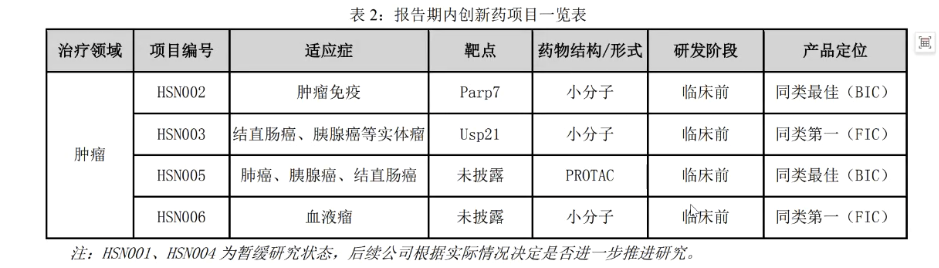 表 2：报告期内创新药项目一览表
治疗领域 项目编号 适应症 靶点 药物结构/形式 研发阶段 产品定位
肿瘤
HSN002 肿瘤免疫 Parp7 小分子 临床前 同类最佳（BIC）
HSN003 结直肠癌、胰腺癌等实体瘤 Usp21 小分子 临床前 同类第一（FIC）
HSN005 肺癌、胰腺癌、结直肠癌 未披露 PROTAC 临床前 同类最佳（BIC）
HSN006 血液瘤 未披露 小分子 临床前 同类第一（FIC）
注：HSN001、HSN004 为暂缓研究状态，后续公司根据实际情况决定是否进一步推进研究。